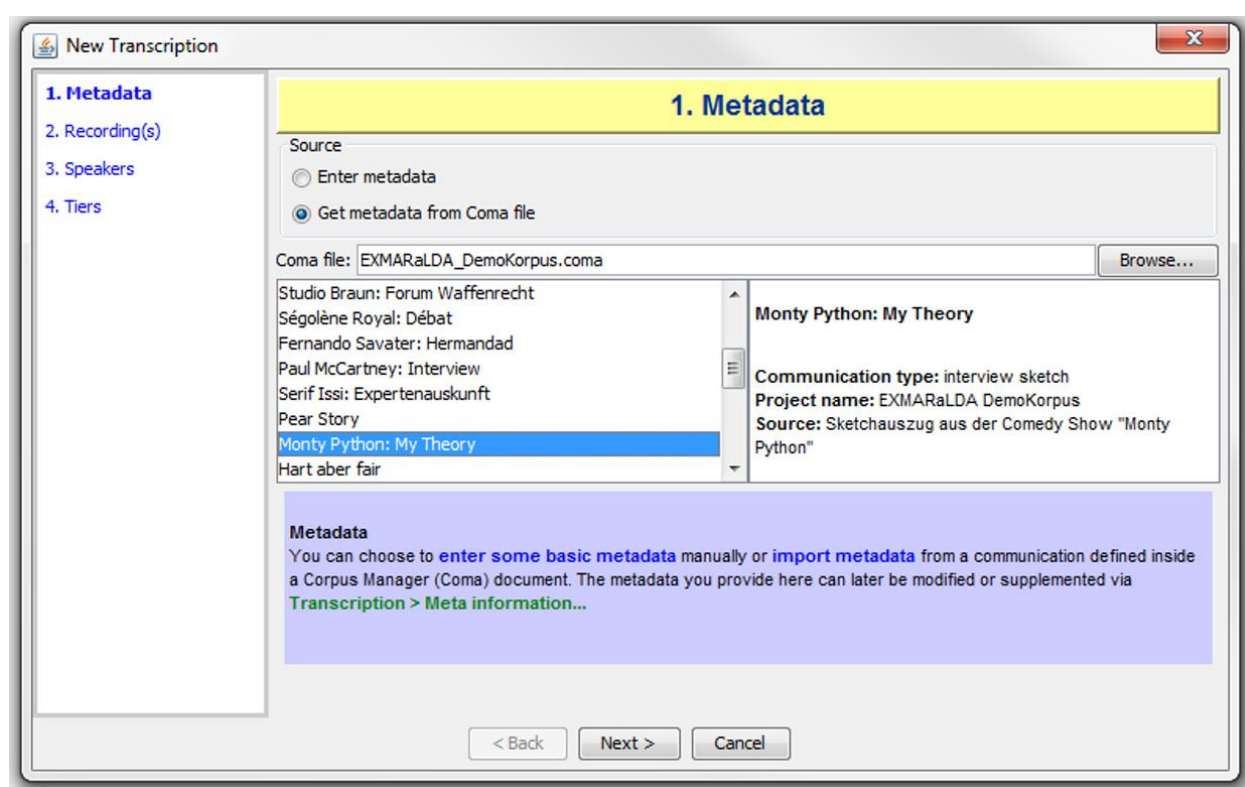 New Transcription
X
1. Metadata
2. Recording(s)
3. Speakers
4. Tiers
1. Metadata
Source
Enter metadata
Get metadata from Coma file
Coma file: EXMARaLDA_DemoKorpus.coma Browse...
Studio Braun: Forum Waffenrecht
Ségolène Royal: Débat
Fernando Savater: Hermandad
Paul McCartney: Interview
Serif Issi: Expertenauskunft
Pear Story
Monty Python: My Theory
Hart aber fair
Monty Python: My Theory
Communication type: interview sketch
Project name: EXMARaLDA DemoKorpus
Source: Sketchauszug aus der Comedy Show "Monty
Python"
Metadata
You can choose to enter some basic metadata manually or import metadata from a communication defined inside
a Corpus Manager (Coma) document. The metadata you provide here can later be modified or supplemented via
Transcription > Meta information...
< Back Next > Cancel